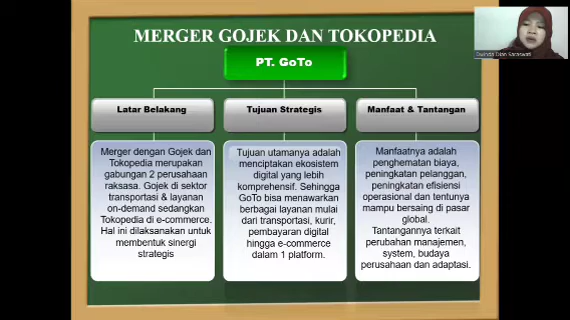 MERGER GOJEK DAN TOKOPEDIA
PT. GoTo
Latar Belakang
Merger dengan Gojek dan
Tokopedia merupakan
gabungan 2 perusahaan
raksasa. Gojek di sektor
transportasi & layanan
on-demand sedangkan
Tokopedia di e-commerce.
Hal ini dilaksanakan untuk
membentuk sinergi
strategis
Tujuan Strategis
Tujuan utamanya adalah
menciptakan ekosistem
digital yang lebih
komprehensif. Sehingga
GoTo bisa menawarkan
berbagai layanan mulai
dari transportasi, kurir,
pembayaran digital
hingga e-commerce
dalam 1 platform.
Manfaat & Tantangan
Manfaatnya adalah
penghematan biaya,
peningkatan pelanggan,
peningkatan efisiensi
operasional dan tentunya
mampu bersaing di pasar
global.
Tantangannya terkait
perubahan manajemen,
system, budaya
perusahaan dan adaptasi.
Dian Saraswati